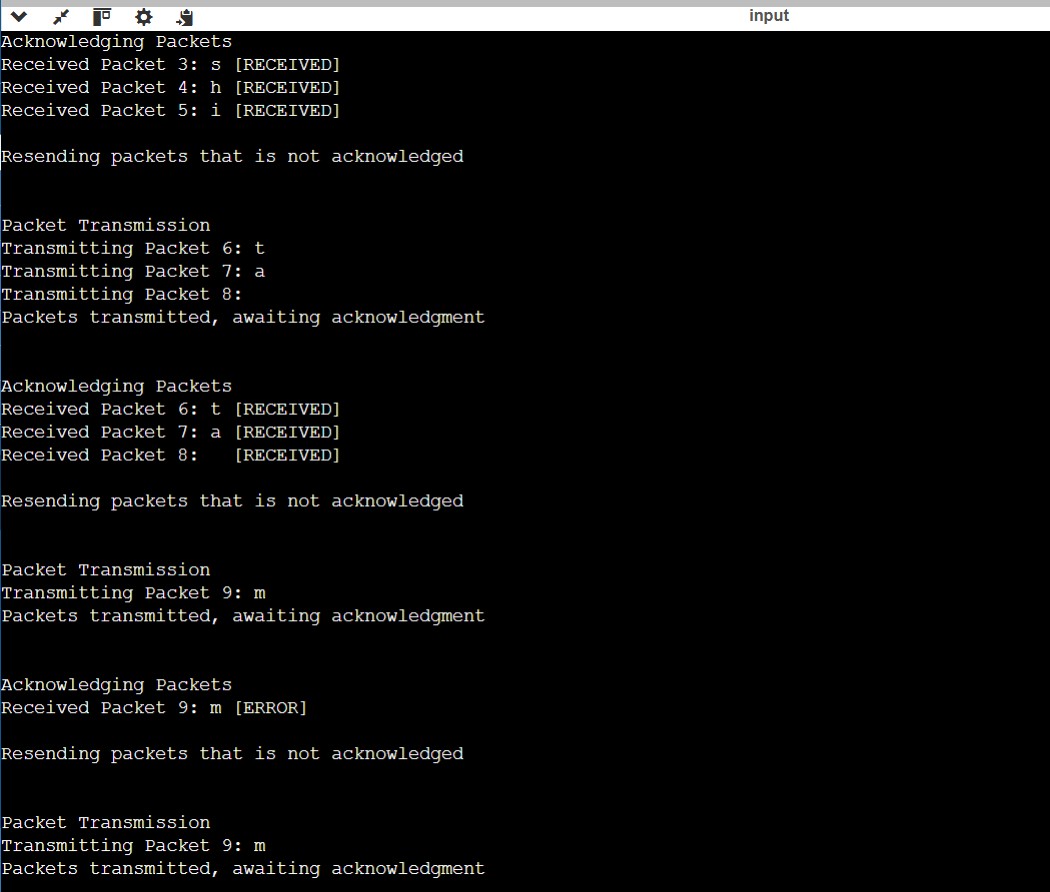 input
Acknowledging Packets
Received Packet 3: s [RECEIVED]
Received Packet 4: h [RECEIVED]
Received Packet 5: i [RECEIVED]
Resending packets that is not acknowledged
Packet Transmission
Transmitting Packet 6: t
Transmitting Packet 7: a
Transmitting Packet 8:
Packets transmitted, awaiting acknowledgment
Acknowledging Packets
Received Packet 6: t [RECEIVED]
Received Packet 7: a [RECEIVED]
Received Packet 8:   [RECEIVED]
Resending packets that is not acknowledged
Packet Transmission
Transmitting Packet 9: m
Packets transmitted, awaiting acknowledgment
Acknowledging Packets
Received Packet 9: m [ERROR]
Resending packets that is not acknowledged
Packet Transmission
Transmitting Packet 9: m
Packets transmitted, awaiting acknowledgment